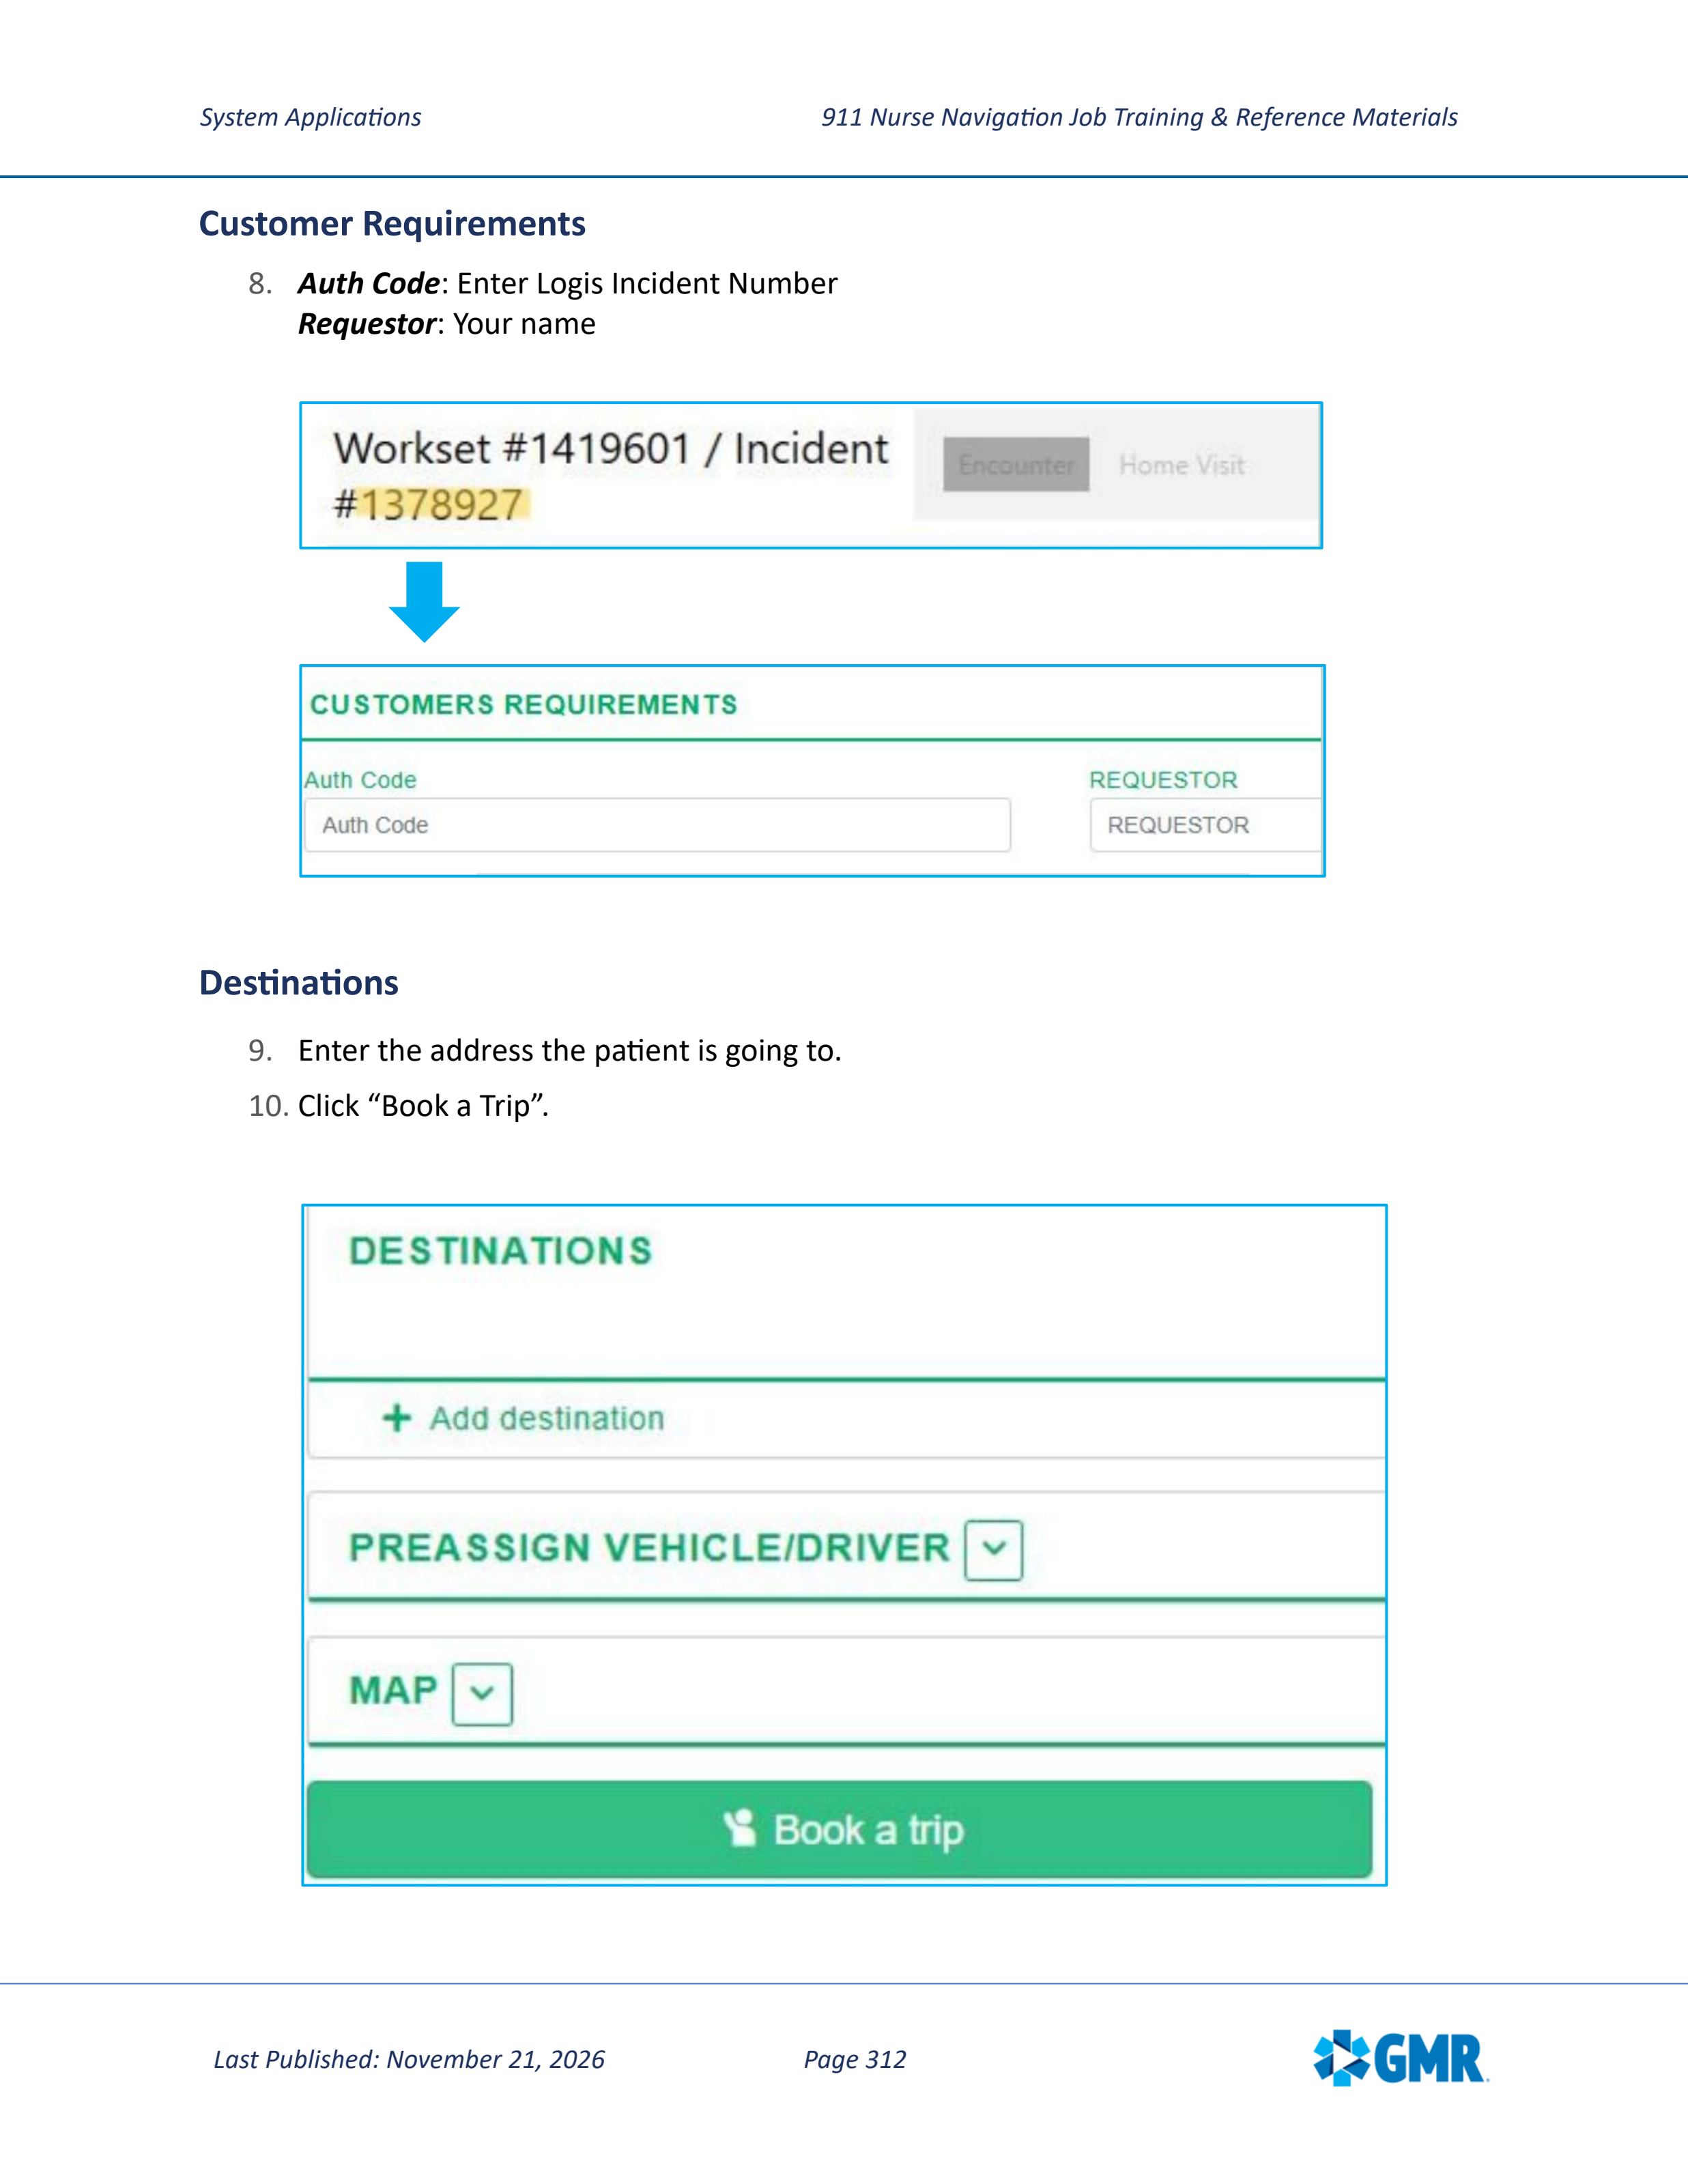 System Applications
911 Nurse Navigation Job Training & Reference Materials
Customer Requirements
8. Auth Code: Enter Logis Incident Number
Requestor: Your name
Workset #1419601 / Incident
#1378927
Encounter
Home Visit
CUSTOMERS REQUIREMENTS
Auth Code
REQUESTOR
Auth Code
REQUESTOR
Destinations
9. Enter the address the patient is going to.
10. Click “Book a Trip”.
DESTINATIONS
+ Add destination
PREASSIGN VEHICLE/DRIVER
MAP
Book a trip
Last Published: November 21, 2026
Page 312
GMR